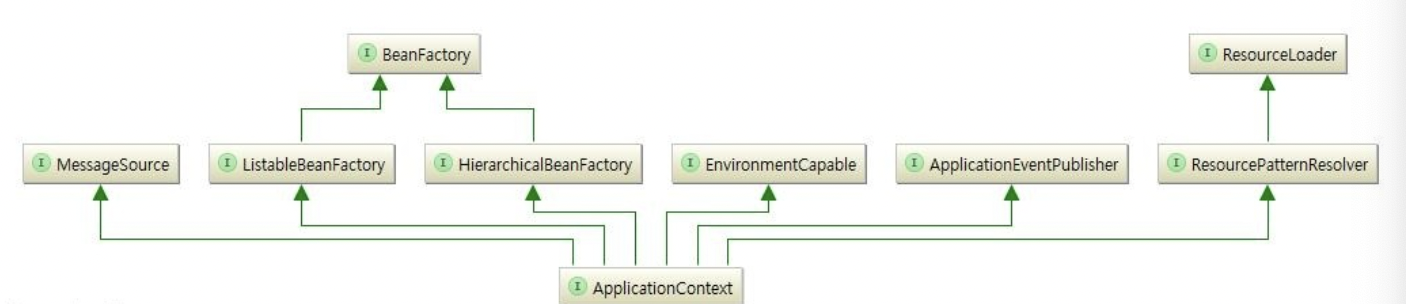 I BeanFactory
I ResourceLoader
I MessageSource
I ListableBeanFactory
I HierarchicalBeanFactory
I EnvironmentCapable
I ApplicationEventPublisher
I ResourcePatternResolver
I ApplicationContext